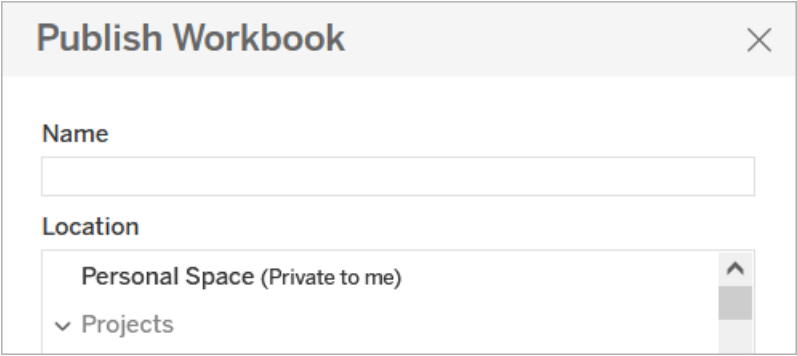 Publish Workbook
Name
Location
Personal Space (Private to me)
Projects